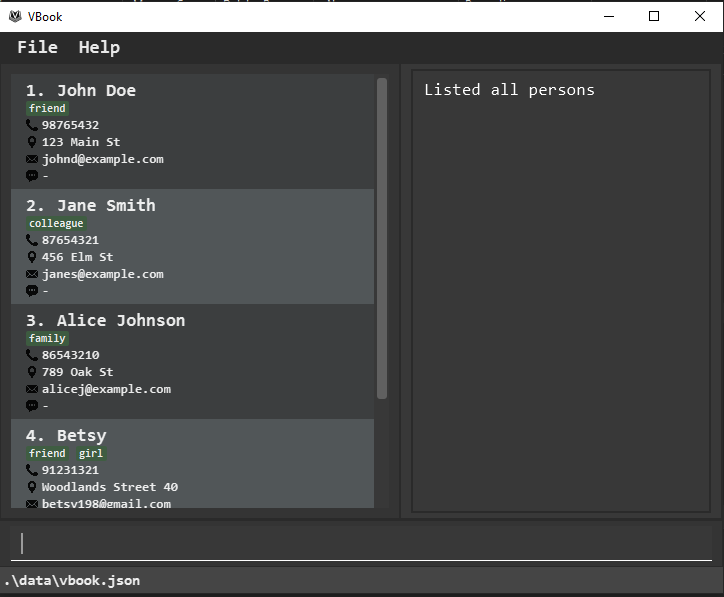 VBook
File Help
1. John Doe
friend
98765432
123 Main St
johnd@example.com
-
2. Jane Smith
colleague
87654321
456 Elm St
janes@example.com
-
3. Alice Johnson
family
86543210
789 Oak St
alicej@example.com
-
4. Betsy
friend girl
91231321
Woodlands Street 40
betsy198@gmail.com
Listed all persons
.\data\vbook.json